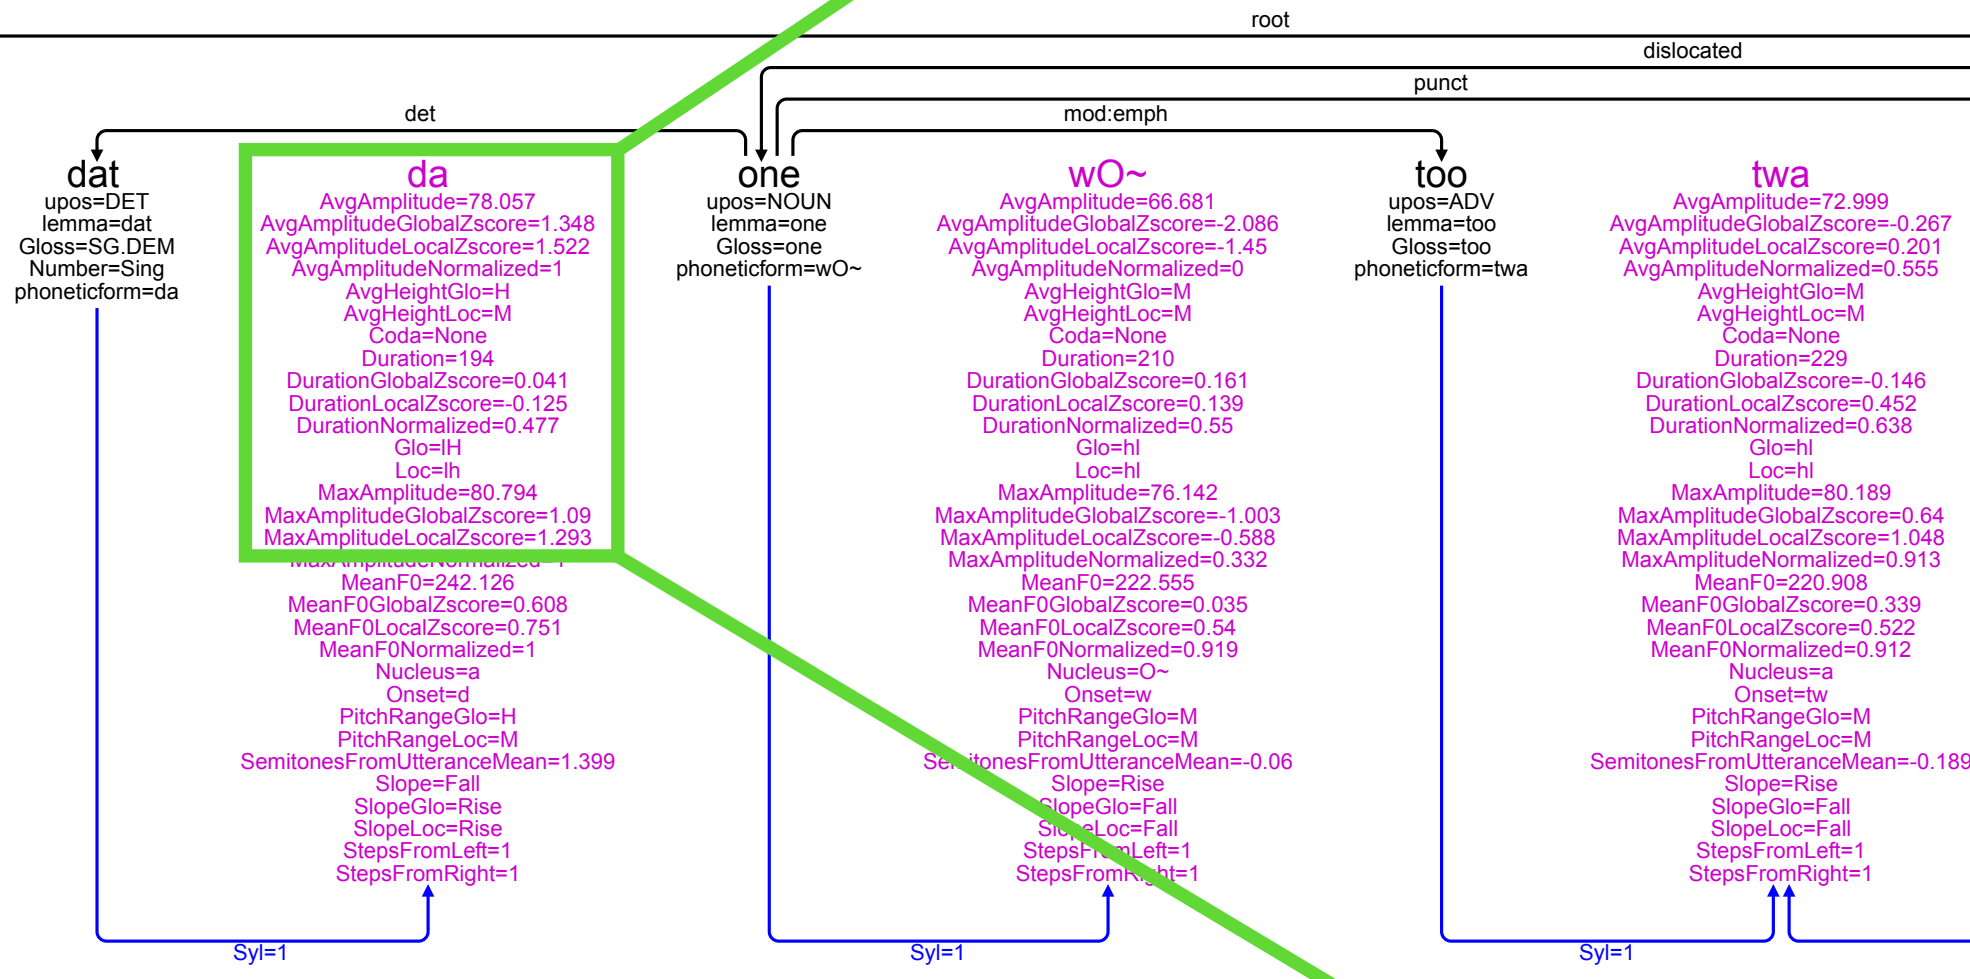 root
dislocated
punct
det
mod:emph
dat
upos=DET
lemma=dat
Gloss=SG.DEM
Number=Sing
phoneticform=da
da
AvgAmplitude=78.057
AvgAmplitudeGlobalZscore=1.348
AvgAmplitudeLocalZscore=1.522
AvgAmplitudeNormalized=1
AvgHeightGlo=H
AvgHeightLoc=M
Coda=None
Duration=194
DurationGlobalZscore=0.041
DurationLocalZscore=-0.125
DurationNormalized=0.477
Glo=lH
Loc=lh
MaxAmplitude=80.794
MaxAmplitudeGlobalZscore=1.09
MaxAmplitudeLocalZscore=1.293
MaxAmplitudeNormalized=1
MeanF0=242.126
MeanF0GlobalZscore=0.608
MeanF0LocalZscore=0.751
MeanF0Normalized=1
Nucleus=a
Onset=d
PitchRangeGlo=H
PitchRangeLoc=M
SemitonesFromUtteranceMean=1.399
Slope=Fall
SlopeGlo=Rise
SlopeLoc=Rise
StepsFromLeft=1
StepsFromRight=1
one
upos=NOUN
lemma=one
Gloss=one
phoneticform=wO~
wO~
AvgAmplitude=66.681
AvgAmplitudeGlobalZscore=-2.086
AvgAmplitudeLocalZscore=-1.45
AvgAmplitudeNormalized=0
AvgHeightGlo=M
AvgHeightLoc=M
Coda=None
Duration=210
DurationGlobalZscore=0.161
DurationLocalZscore=0.139
DurationNormalized=0.55
Glo=hl
Loc=hl
MaxAmplitude=76.142
MaxAmplitudeGlobalZscore=-1.003
MaxAmplitudeLocalZscore=-0.588
MaxAmplitudeNormalized=0.332
MeanF0=222.555
MeanF0GlobalZscore=0.035
MeanF0LocalZscore=0.54
MeanF0Normalized=0.919
Nucleus=O~
Onset=w
PitchRangeGlo=M
PitchRangeLoc=M
SemitonesFromUtteranceMean=-0.06
Slope=Rise
SlopeGlo=Fall
SlopeLoc=Fall
StepsFromLeft=1
StepsFromRight=1
too
upos=ADV
lemma=too
Gloss=too
phoneticform=twa
twa
AvgAmplitude=72.999
AvgAmplitudeGlobalZscore=-0.267
AvgAmplitudeLocalZscore=0.201
AvgAmplitudeNormalized=0.555
AvgHeightGlo=M
AvgHeightLoc=M
Coda=None
Duration=229
DurationGlobalZscore=-0.146
DurationLocalZscore=0.452
DurationNormalized=0.638
Glo=hl
Loc=hl
MaxAmplitude=80.189
MaxAmplitudeGlobalZscore=0.64
MaxAmplitudeLocalZscore=1.048
MaxAmplitudeNormalized=0.913
MeanF0=220.908
MeanF0GlobalZscore=0.339
MeanF0LocalZscore=0.522
MeanF0Normalized=0.912
Nucleus=a
Onset=tw
PitchRangeGlo=M
PitchRangeLoc=M
SemitonesFromUtteranceMean=-0.189
Slope=Rise
SlopeGlo=Fall
SlopeLoc=Fall
StepsFromLeft=1
StepsFromRight=1
Syl=1
Syl=1
Syl=1